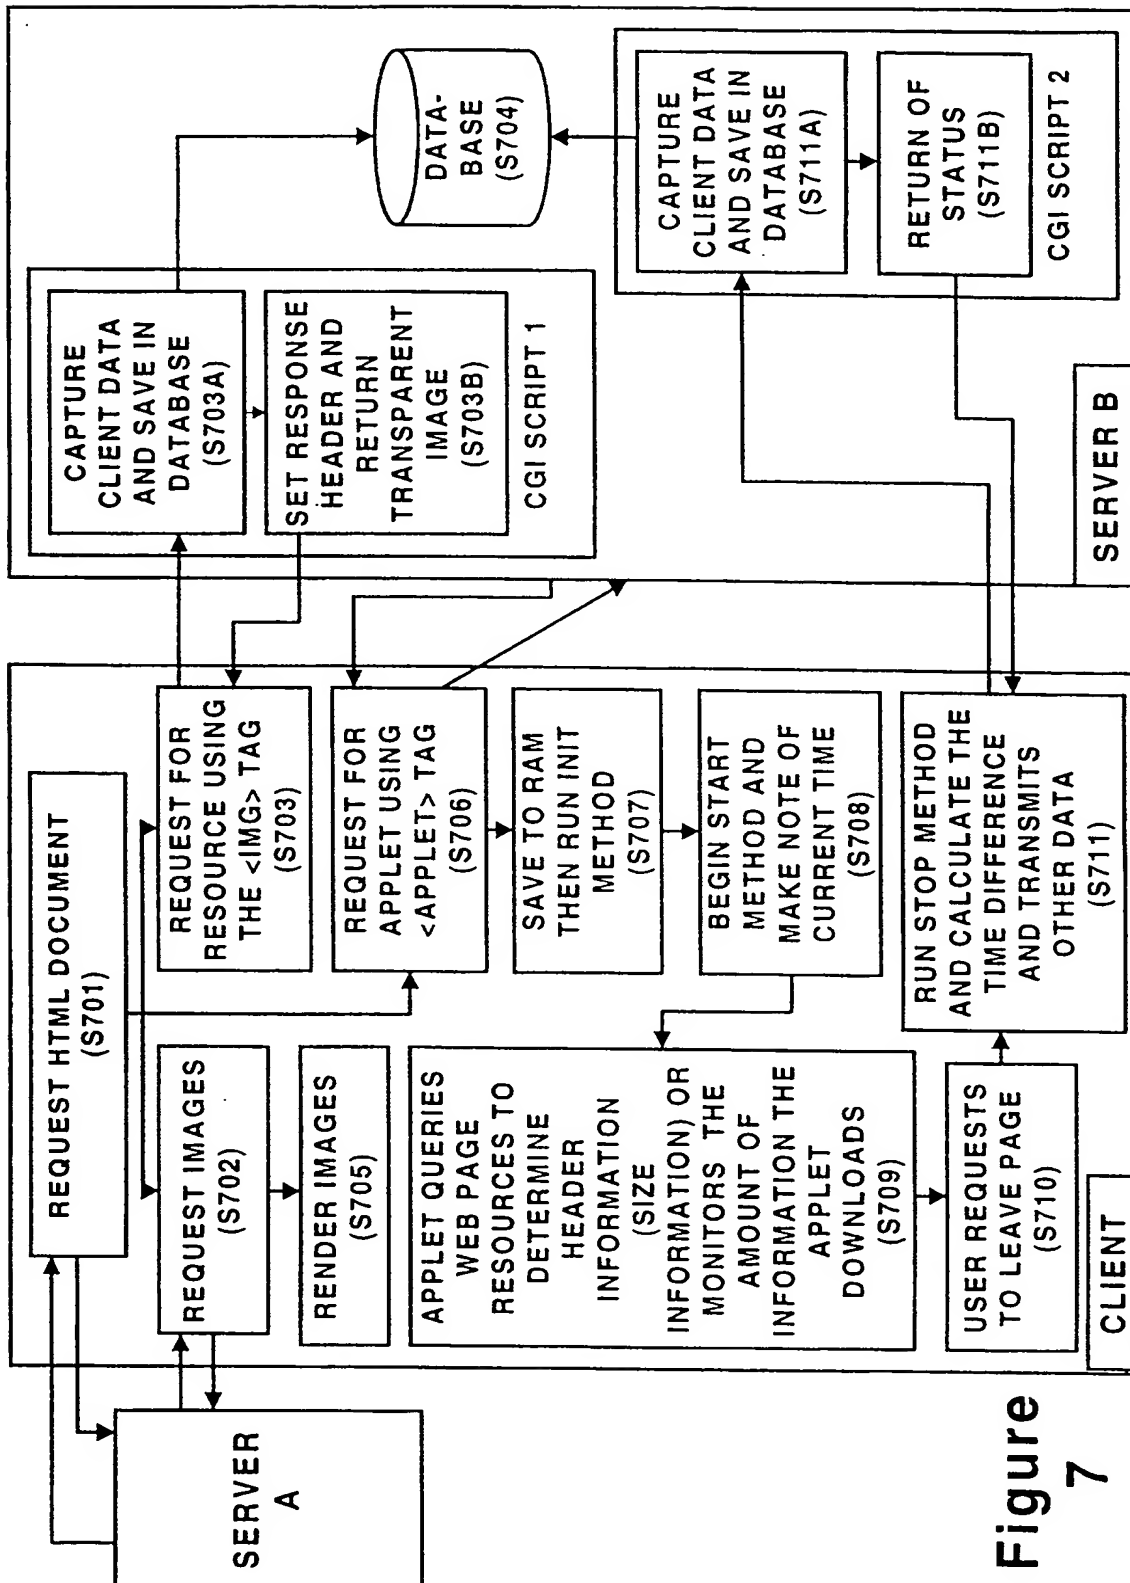 SERVER
A
REQUEST HTML DOCUMENT
(S701)
REQUEST IMAGES
(S702)
RENDER IMAGES
(S705)
REQUEST FOR
RESOURCE USING
THE <IMG> TAG
(S703)
REQUEST FOR
APPLET USING
<APPLET> TAG
(S706)
SAVE TO RAM
THEN RUN INIT
METHOD
(S707)
BEGIN START
METHOD AND
MAKE NOTE OF
CURRENT TIME
(S708)
APPLET QUERIES
WEB PAGE
RESOURCES TO
DETERMINE
HEADER
INFORMATION
(SIZE
INFORMATION) OR
MONITORS THE
AMOUNT OF
INFORMATION THE
APPLET
DOWNLOADS
(S709)
USER REQUESTS
TO LEAVE PAGE
(S710)
RUN STOP METHOD
AND CALCULATE THE
TIME DIFFERENCE
AND TRANSMITS
OTHER DATA
(S711)
CLIENT
CAPTURE
CLIENT DATA
AND SAVE IN
DATABASE
(S703A)
SET RESPONSE
HEADER AND
RETURN
TRANSPARENT
IMAGE
(S703B)
CGI SCRIPT 1
DATA-
BASE
(S704)
CAPTURE
CLIENT DATA
AND SAVE IN
DATABASE
(S711A)
RETURN OF
STATUS
(S711B)
CGI SCRIPT 2
SERVER B
Figure
7